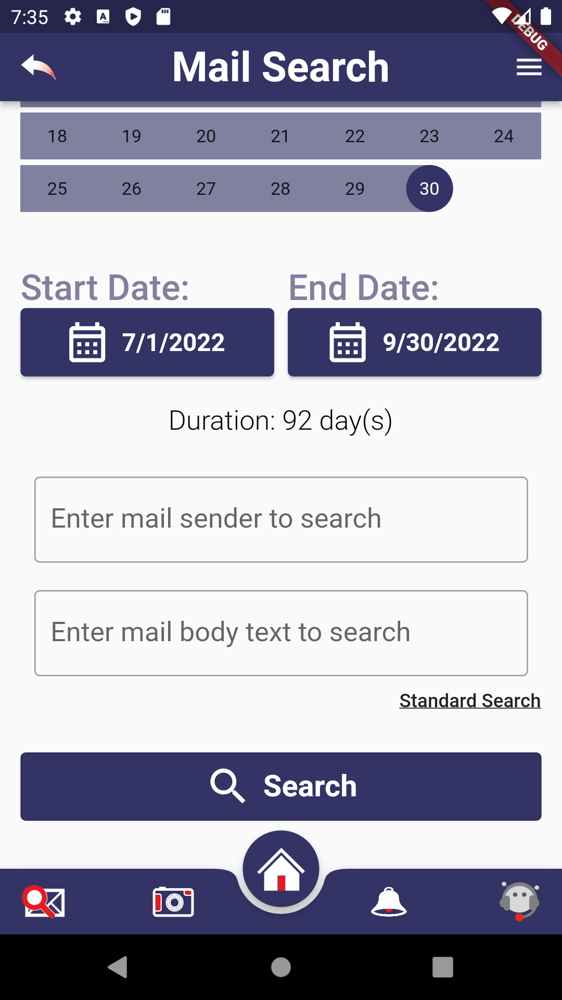 7:35
DEBUG
Mail Search
18 19 20 21 22 23 24
25 26 27 28 29 30
Start Date: End Date:
7/1/2022 9/30/2022
Duration: 92 day(s)
Enter mail sender to search
Enter mail body text to search
Standard Search
Search